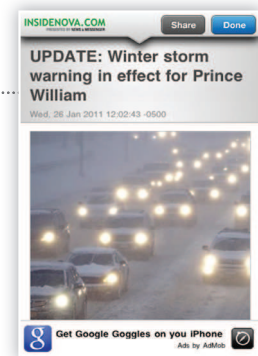 INSIDENOVA.COM
PRESENTED BY NEWS & MESSENGER
Share
Done
UPDATE: Winter storm
warning in effect for Prince
William
Wed, 26 Jan 2011 12:02:43 -0500
Get Google Goggles on you iPhone
Ads by AdMob